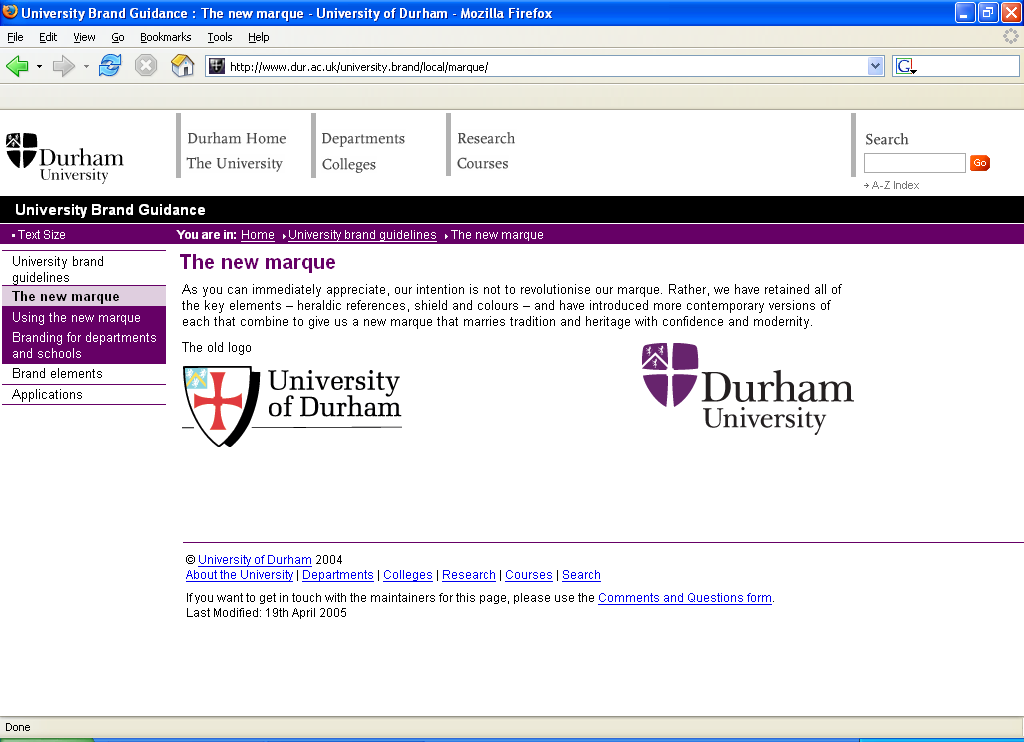 University Brand Guidance : The new marque - University of Durham - Mozilla Firefox
File Edit View Go Bookmarks Tools Help
http://www.dur.ac.uk/university.brand/local/marque/
G
Durham
University
Durham Home
The University
Departments
Colleges
Research
Courses
Search
Go
A-Z Index
University Brand Guidance
Text Size
You are in: Home University brand guidelines The new marque
University brand
guidelines
The new marque
Using the new marque
Branding for departments
and schools
Brand elements
Applications
The new marque
As you can immediately appreciate, our intention is not to revolutionise our marque. Rather, we have retained all of
the key elements – heraldic references, shield and colours – and have introduced more contemporary versions of
each that combine to give us a new marque that marries tradition and heritage with confidence and modernity.
The old logo
University
of Durham
Durham
University
© University of Durham 2004
About the University | Departments | Colleges | Research | Courses | Search
If you want to get in touch with the maintainers for this page, please use the Comments and Questions form.
Last Modified: 19th April 2005
Done